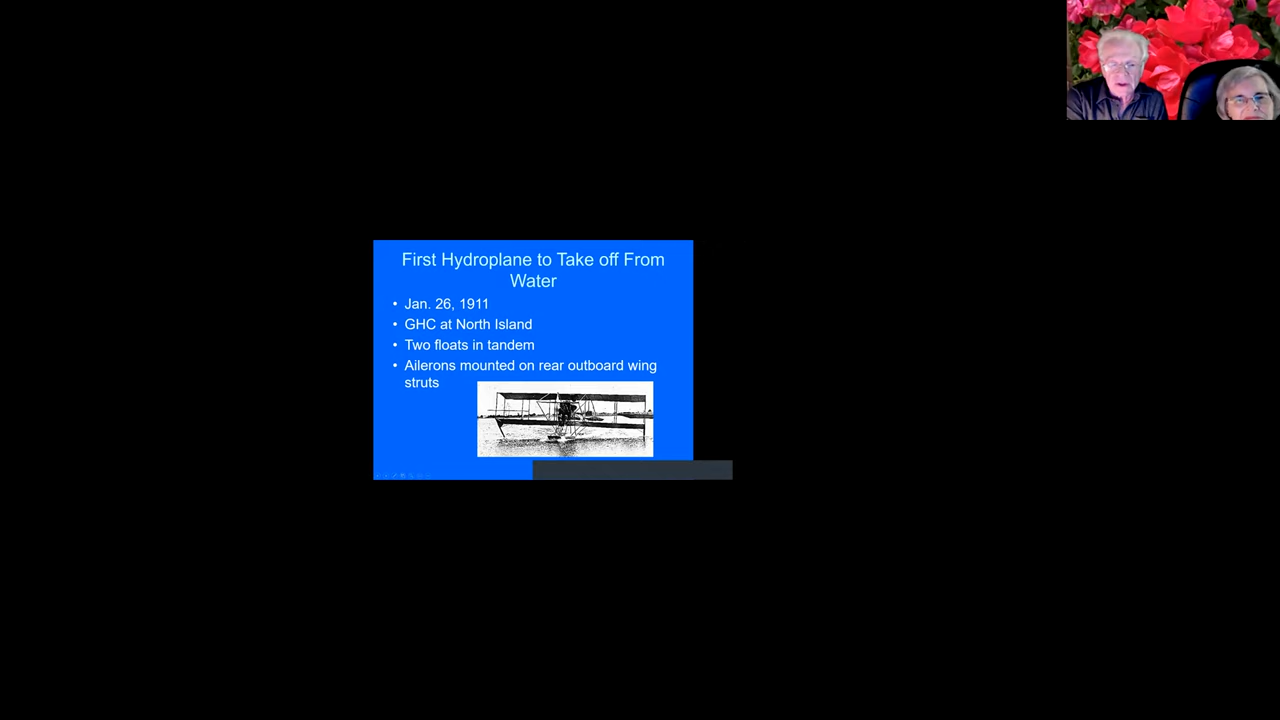 First Hydroplane to Take off From
Water
• Jan. 26, 1911
• GHC at North Island
• Two floats in tandem
• Ailerons mounted on rear outboard wing
struts